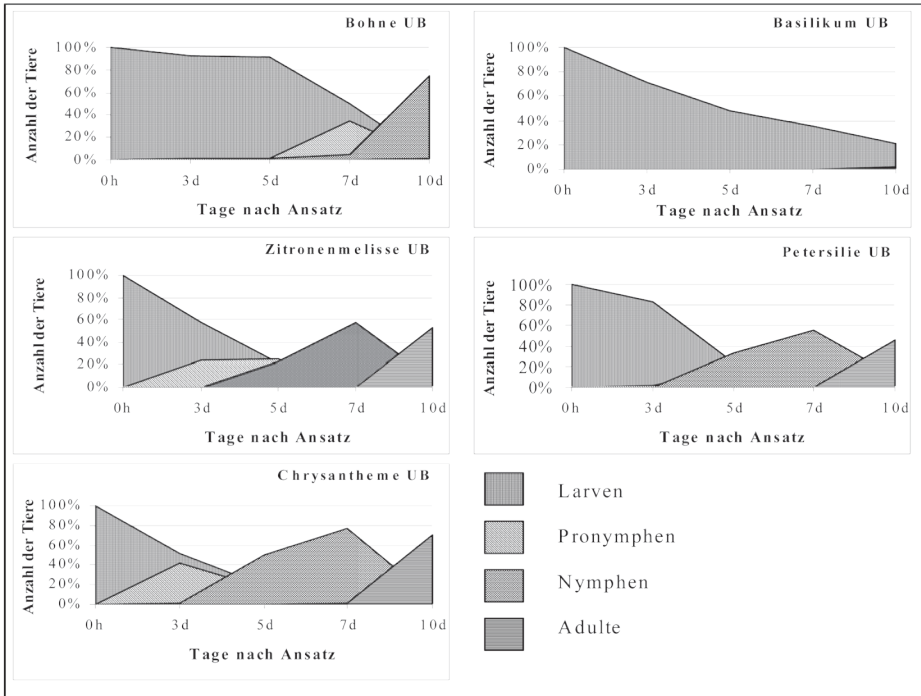 Bohne UB
Anzahl der Tiere
100%
80%
60%
40%
20%
0%
0h 3d 5d 7d 10d
Tage nach Ansatz
Basilikum UB
Anzahl der Tiere
100%
80%
60%
40%
20%
0%
0h 3d 5d 7d 10d
Tage nach Ansatz
Zitronenmelisse UB
Anzahl der Tiere
100%
80%
60%
40%
20%
0%
0h 3d 5d 7d 10d
Tage nach Ansatz
Petersilie UB
Anzahl der Tiere
100%
80%
60%
40%
20%
0%
0h 3d 5d 7d 10d
Tage nach Ansatz
Chrysantheme UB
Anzahl der Tiere
100%
80%
60%
40%
20%
0%
0h 3d 5d 7d 10d
Tage nach Ansatz
Larven
Pronymphen
Nymphen
Adulte